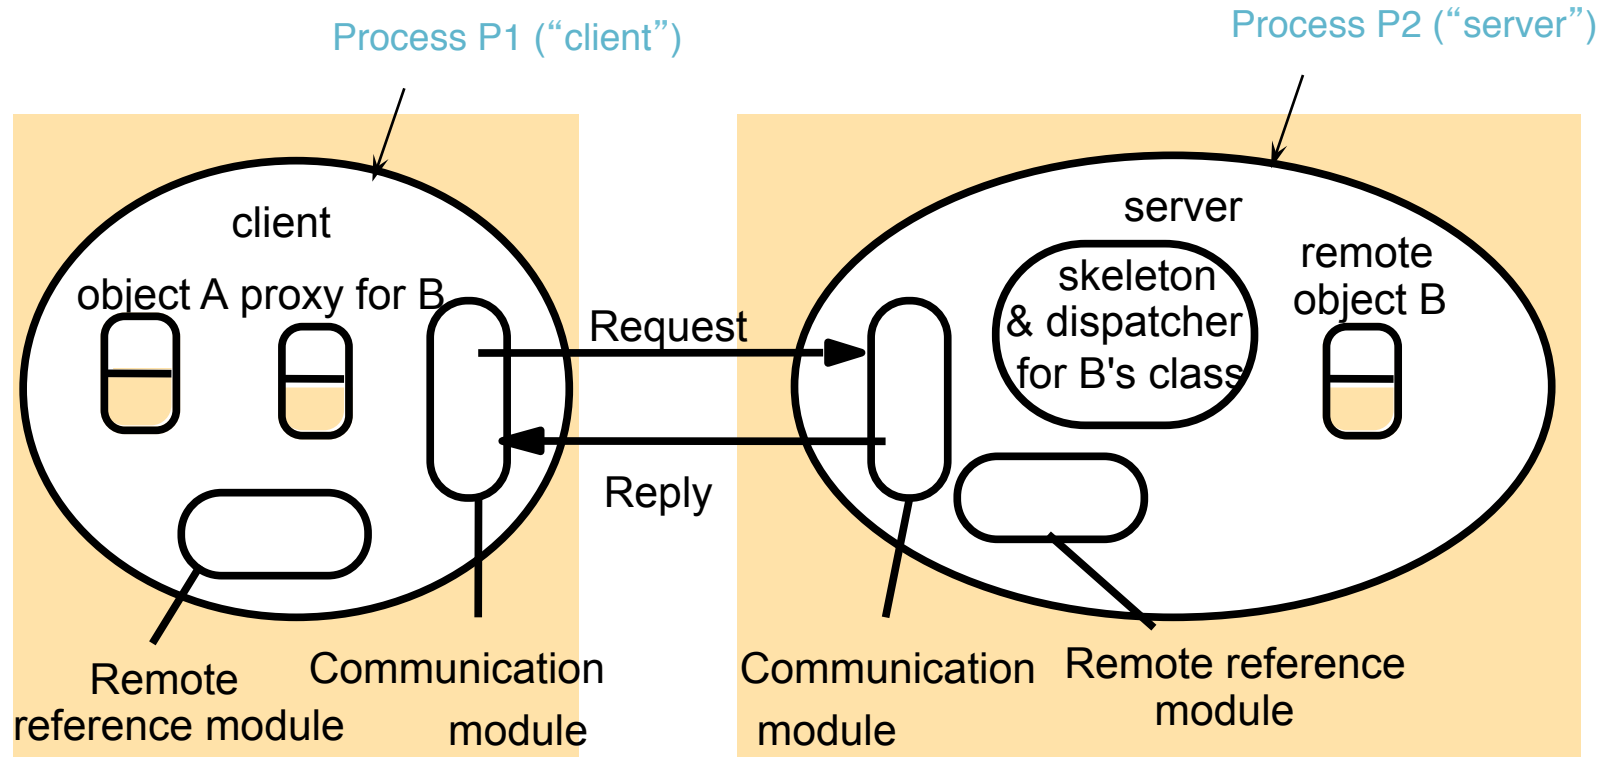 Process P1 (“client”)
Process P2 (“server”)
client
object A proxy for B
Request
Reply
server
skeleton
& dispatcher
for B's class
remote
object B
Remote
reference module
Communication
module
Communication
module
Remote reference
module